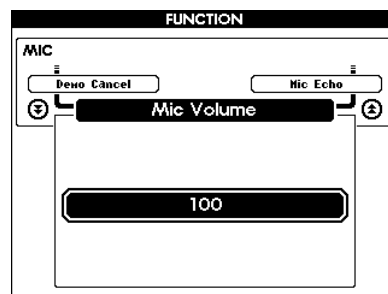 FUNCTION
MIC
Demo Cancel
Mic Echo
Mic Volume
100